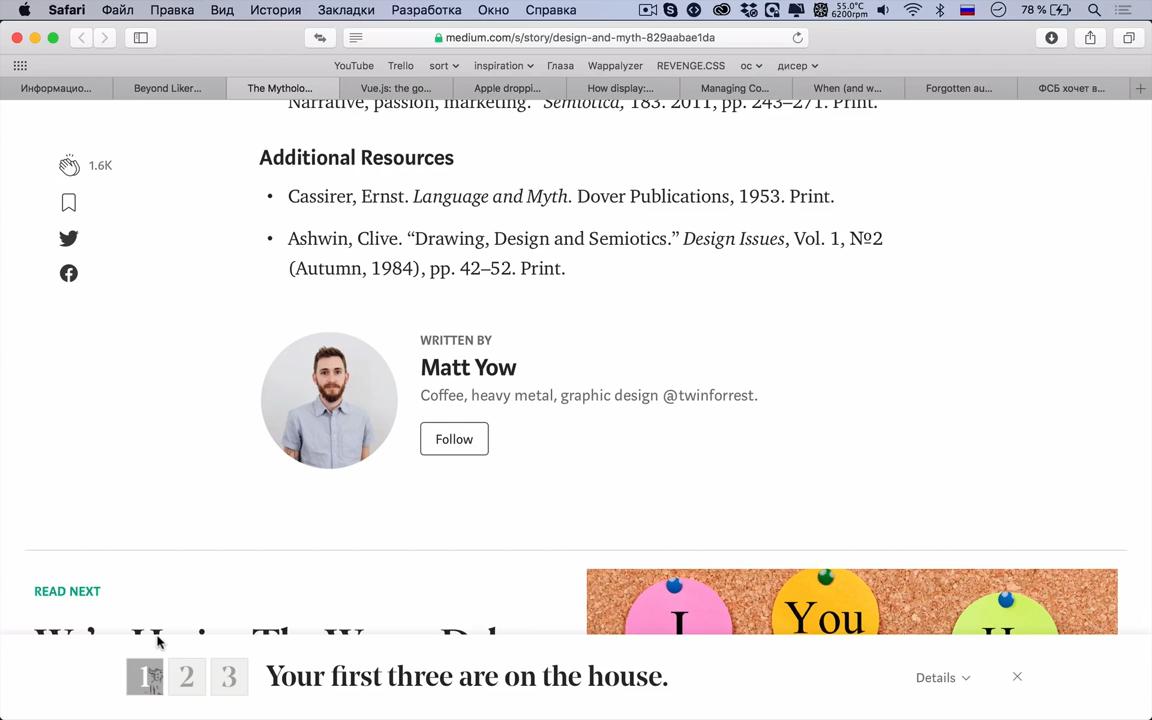 Safari Файл Правка Вид История Закладки Разработка Окно Справка 55.0°C 6200rpm 78 %
medium.com/s/story/design-and-myth-829aabae1da
YouTube Trello sort inspiration Глаза Wappalyzer REVENGE.CSS ос дисер
Информацио... Beyond Liker... The Mytholo... Vue.js: the go... Apple droppi... How display:... Managing Co... When (and w... Forgotten au... ФСБ хочет в...
Narrative, passion, marketing.” Semiotica, 183. 2011, pp. 243–271. Print.
1.6K
Additional Resources
• Cassirer, Ernst. Language and Myth. Dover Publications, 1953. Print.
• Ashwin, Clive. “Drawing, Design and Semiotics.” Design Issues, Vol. 1, №2
(Autumn, 1984), pp. 42–52. Print.
WRITTEN BY
Matt Yow
Coffee, heavy metal, graphic design @twinforrest.
Follow
READ NEXT
I You
1 2 3 Your first three are on the house. Details